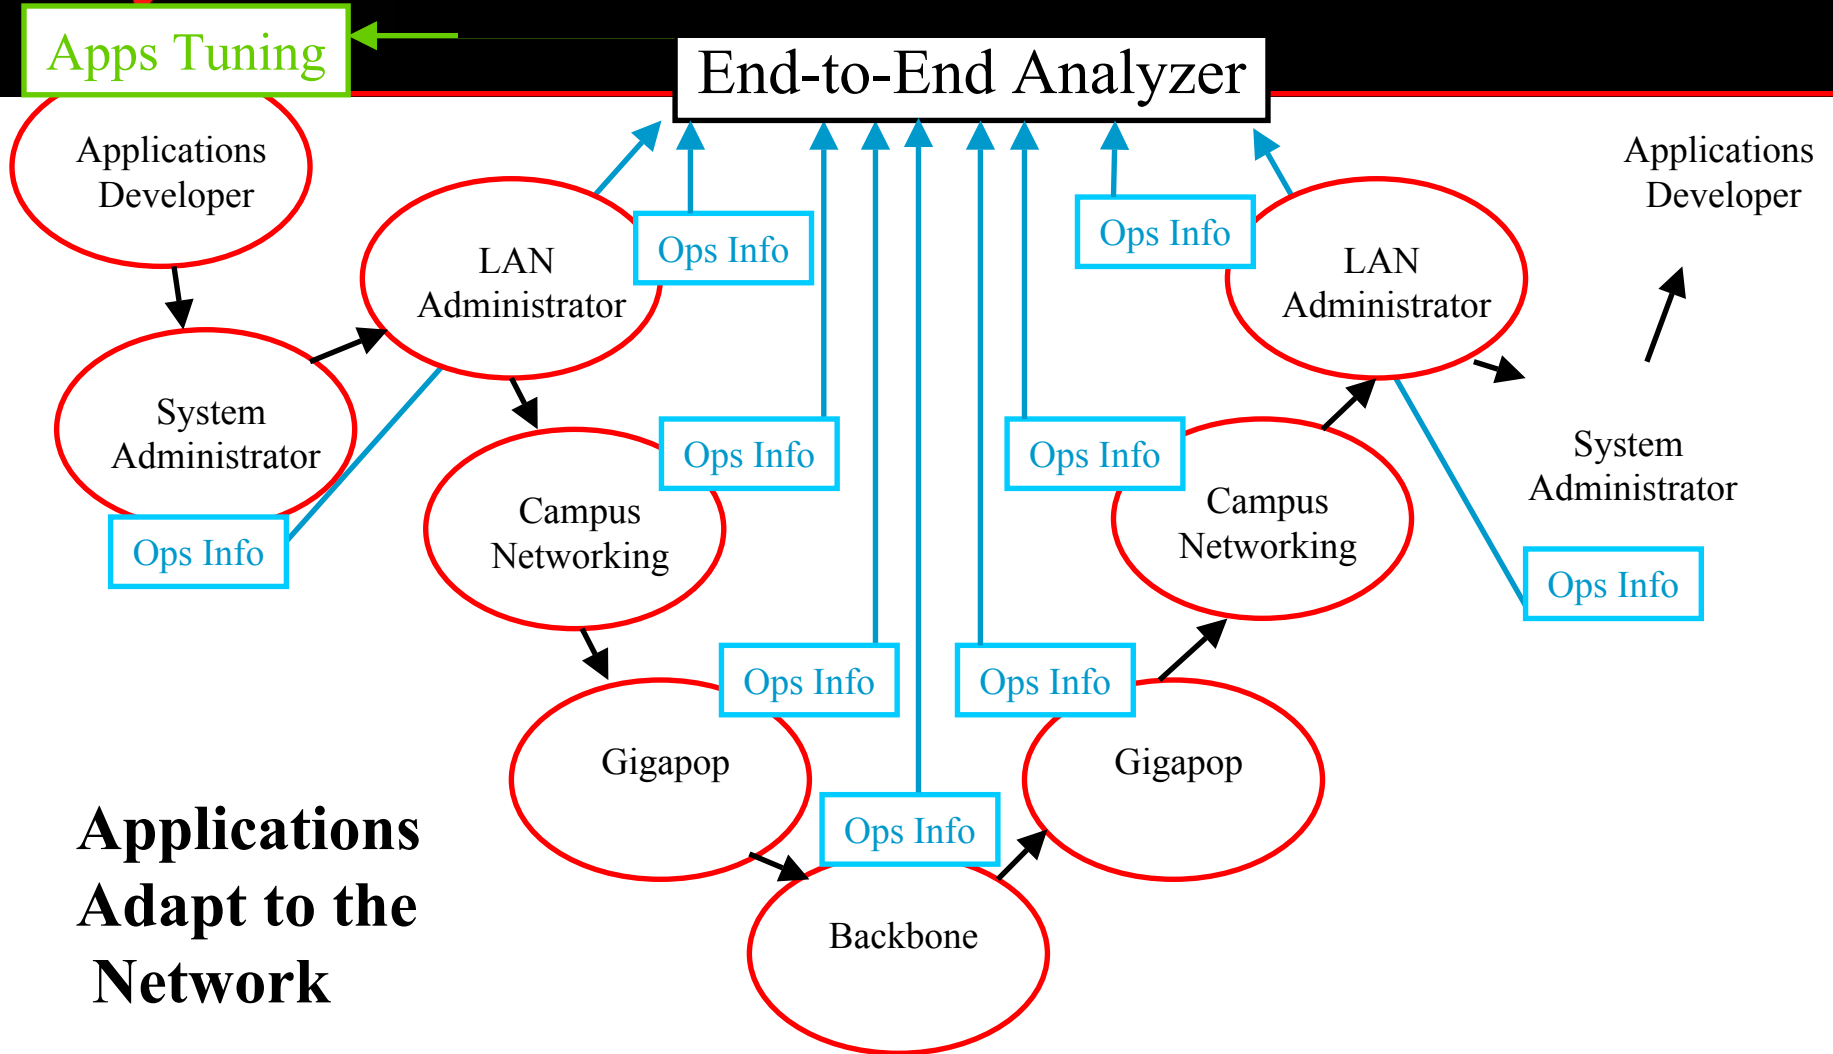 Apps Tuning
End-to-End Analyzer
Applications
Developer
Applications
Developer
LAN
Administrator
Ops Info
Ops Info
LAN
Administrator
System
Administrator
Ops Info
Campus
Networking
Ops Info
Ops Info
Campus
Networking
System
Administrator
Ops Info
Ops Info
Gigapop
Ops Info
Ops Info
Gigapop
Ops Info
Backbone
Applications
Adapt to the
Network